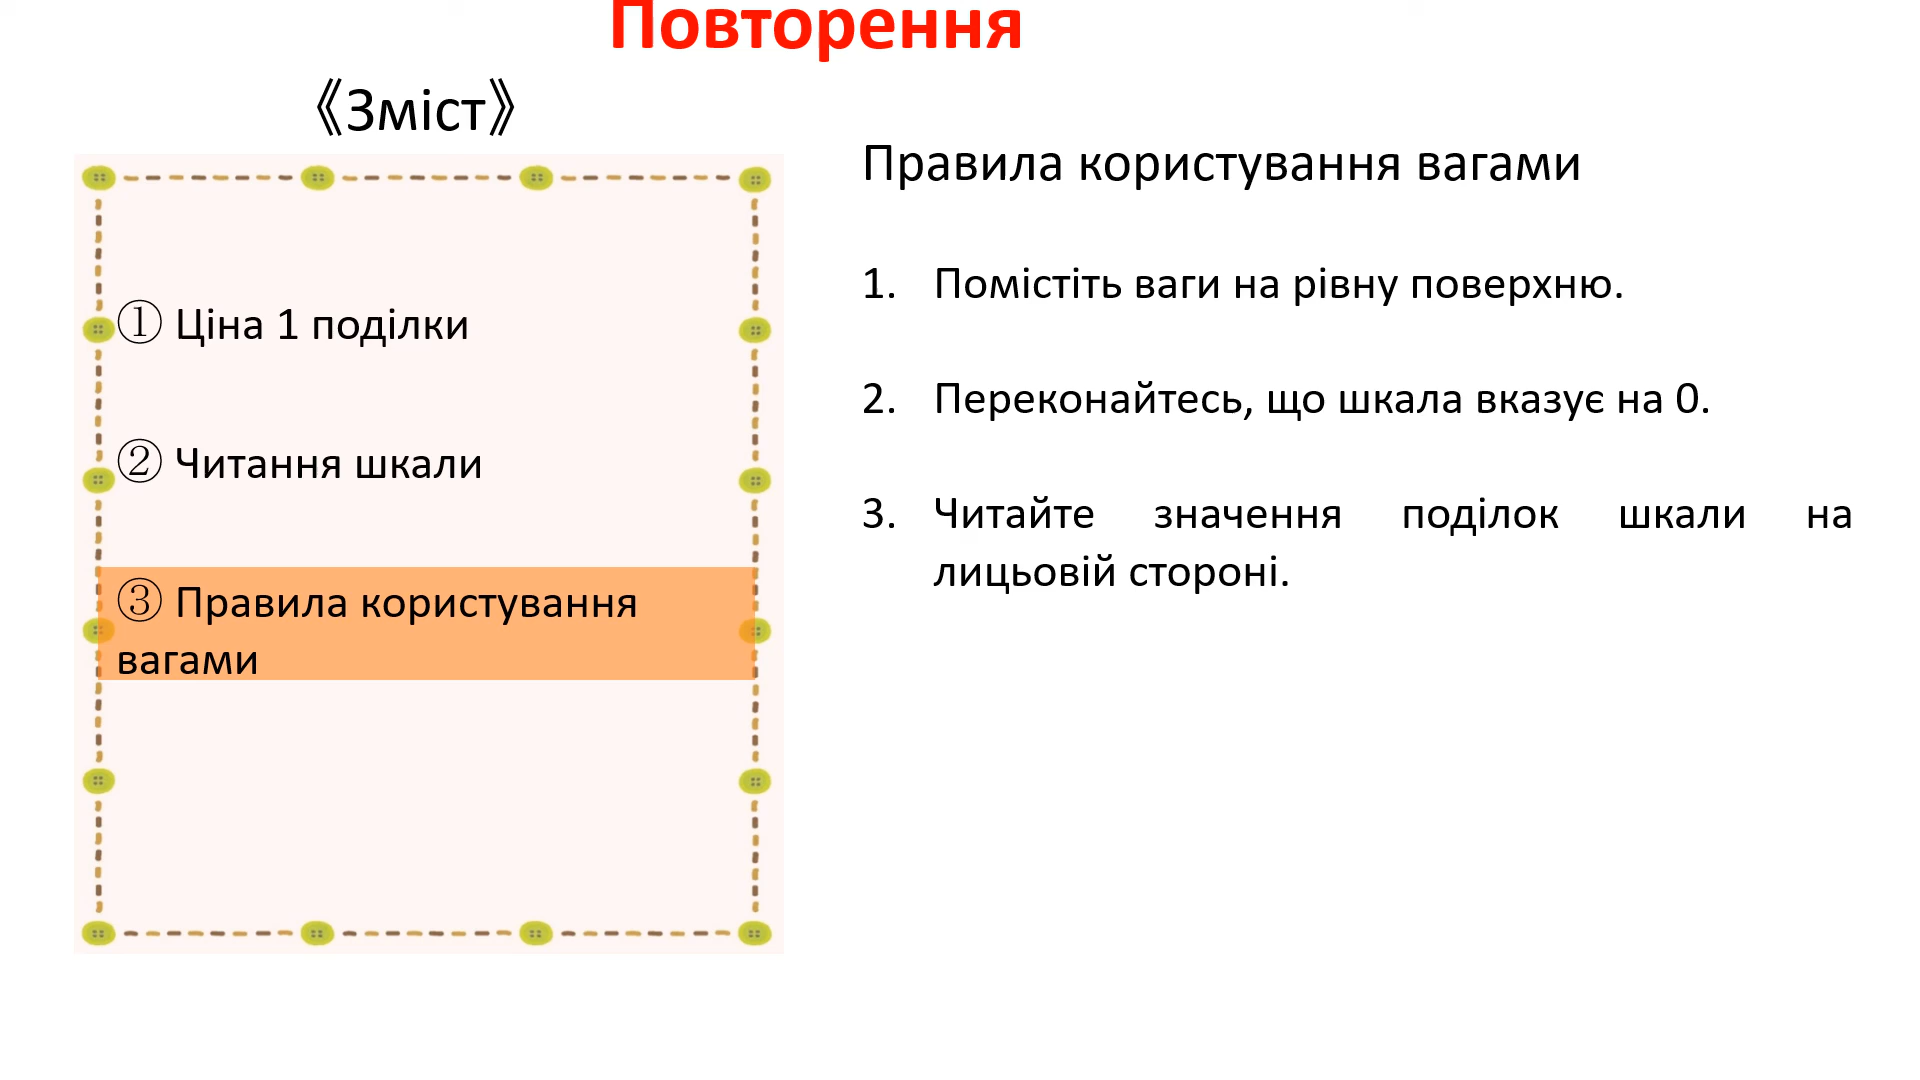 Повторення
《Зміст》
① Ціна 1 поділки
② Читання шкали
③ Правила користування
вагами
Правила користування вагами
1. Помістіть ваги на рівну поверхню.
2. Переконайтесь, що шкала вказує на 0.
3. Читайте значення поділок шкали на
лицьовій стороні.